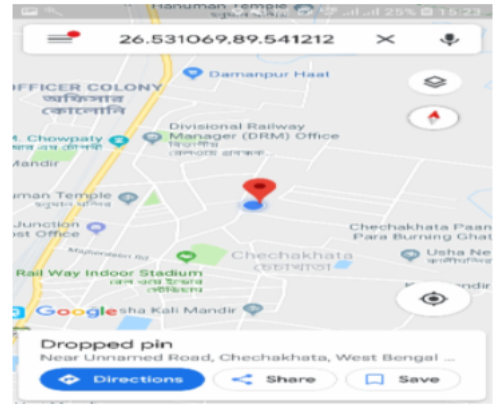 Hanuman Temple
25% 15:23
26.531069,89.541212
Damanpur Haat
OFFICER COLONY
অফিসার
কোলোনি
Divisional Railway
Manager (DRM) Office
M. Chowpaty
Mandir
Temple
Junction
Post Office
Chechakhata Paan
Para Burning Ghat
Chechakhata
চেচাখাতা
Usha Ne
Rail Way Indoor Stadium
Google
sha Kali Mandir
Dropped pin
Near Unnamed Road, Chechakhata, West Bengal ...
Directions
Share
Save